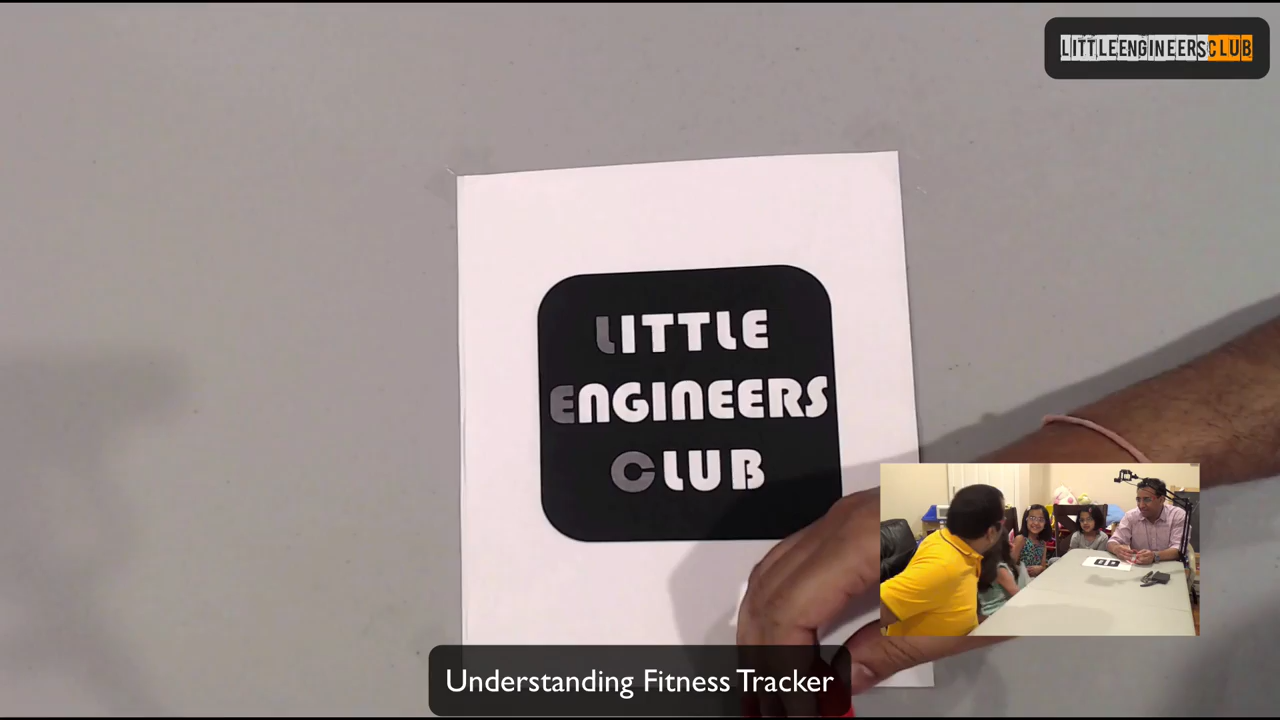 LITTLEENGINEERSCLUB
LITTLE
ENGINEERS
CLUB
Understanding Fitness Tracker